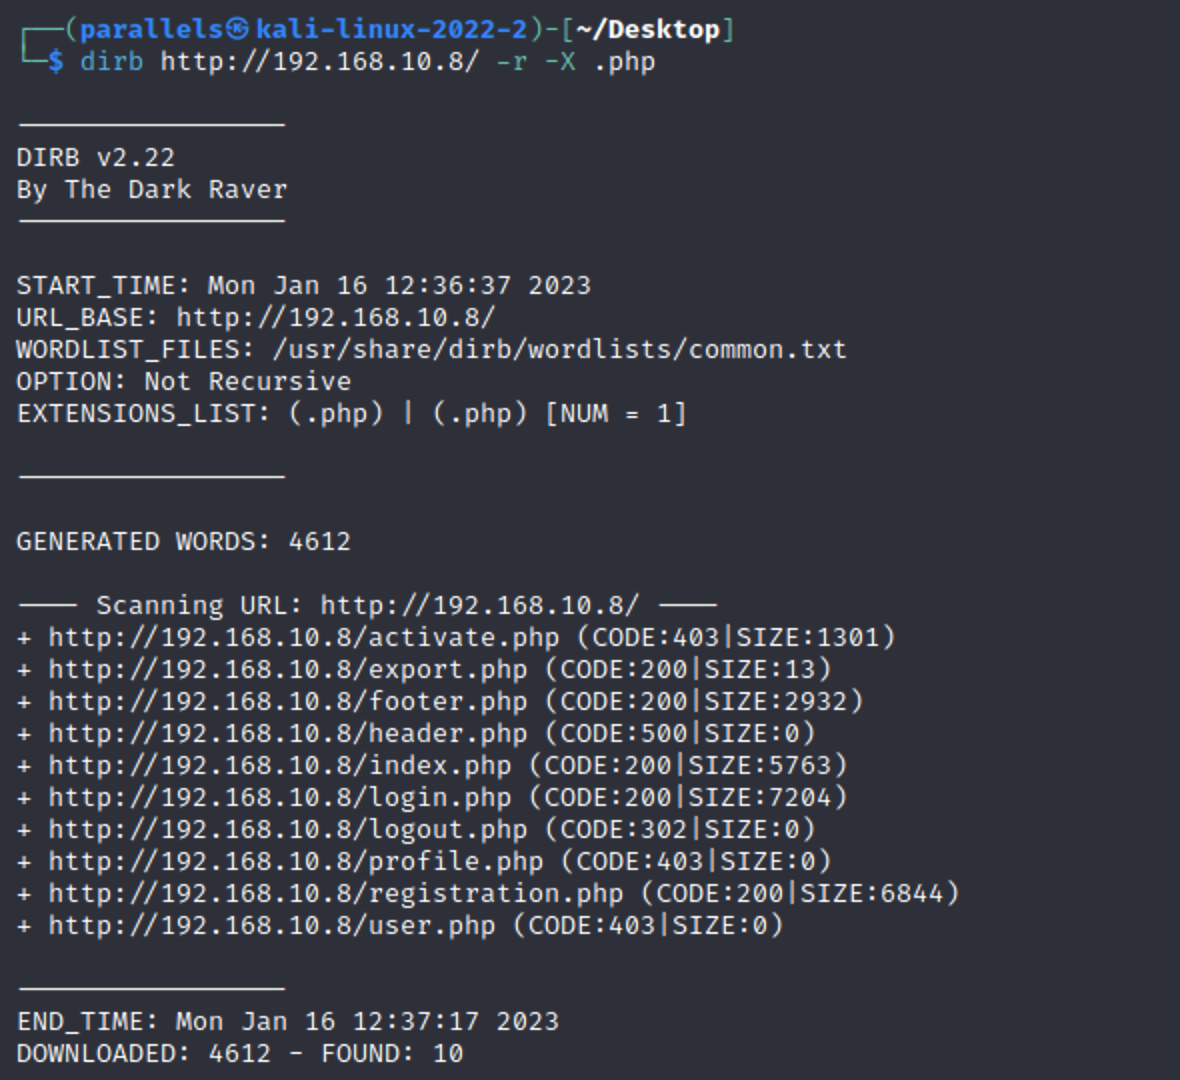 ┌──(parallels㉿kali-linux-2022-2)-[~/Desktop]
└─$ dirb http://192.168.10.8/ -r -X .php
-----------------
DIRB v2.22
By The Dark Raver
-----------------
START_TIME: Mon Jan 16 12:36:37 2023
URL_BASE: http://192.168.10.8/
WORDLIST_FILES: /usr/share/dirb/wordlists/common.txt
OPTION: Not Recursive
EXTENSIONS_LIST: (.php) | (.php) [NUM = 1]
-----------------
GENERATED WORDS: 4612
---- Scanning URL: http://192.168.10.8/ ----
+ http://192.168.10.8/activate.php (CODE:403|SIZE:1301)
+ http://192.168.10.8/export.php (CODE:200|SIZE:13)
+ http://192.168.10.8/footer.php (CODE:200|SIZE:2932)
+ http://192.168.10.8/header.php (CODE:500|SIZE:0)
+ http://192.168.10.8/index.php (CODE:200|SIZE:5763)
+ http://192.168.10.8/login.php (CODE:200|SIZE:7204)
+ http://192.168.10.8/logout.php (CODE:302|SIZE:0)
+ http://192.168.10.8/profile.php (CODE:403|SIZE:0)
+ http://192.168.10.8/registration.php (CODE:200|SIZE:6844)
+ http://192.168.10.8/user.php (CODE:403|SIZE:0)
-----------------
END_TIME: Mon Jan 16 12:37:17 2023
DOWNLOADED: 4612 - FOUND: 10